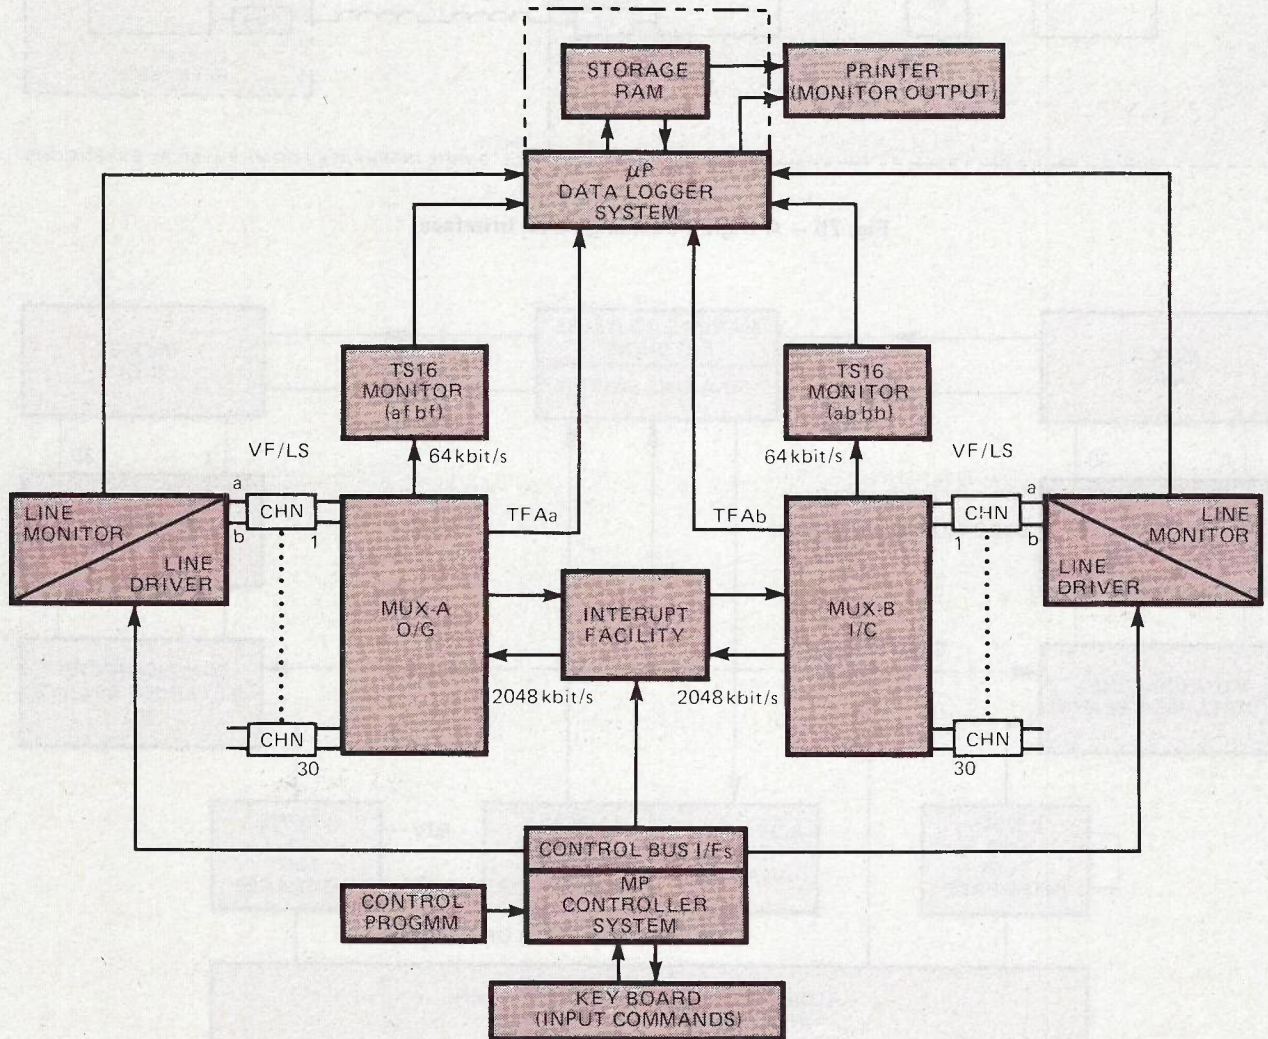 STORAGE
RAM
PRINTER
(MONITOR OUTPUT)
μP
DATA LOGGER
SYSTEM
TS16
MONITOR
(af bf)
TS16
MONITOR
(ab bb)
64 kbit/s
64 kbit/s
VF/LS
VF/LS
LINE
MONITOR
LINE
DRIVER
a
b
CHN
1
MUX-A
O/G
CHN
30
TFAa
TFAb
INTERUPT
FACILITY
2048 kbit/s
2048 kbit/s
MUX-B
I/C
CHN
1
a
b
CHN
30
LINE
MONITOR
LINE
DRIVER
CONTROL BUS I/Fs
MP
CONTROLLER
SYSTEM
CONTROL
PROGMM
KEY BOARD
(INPUT COMMANDS)